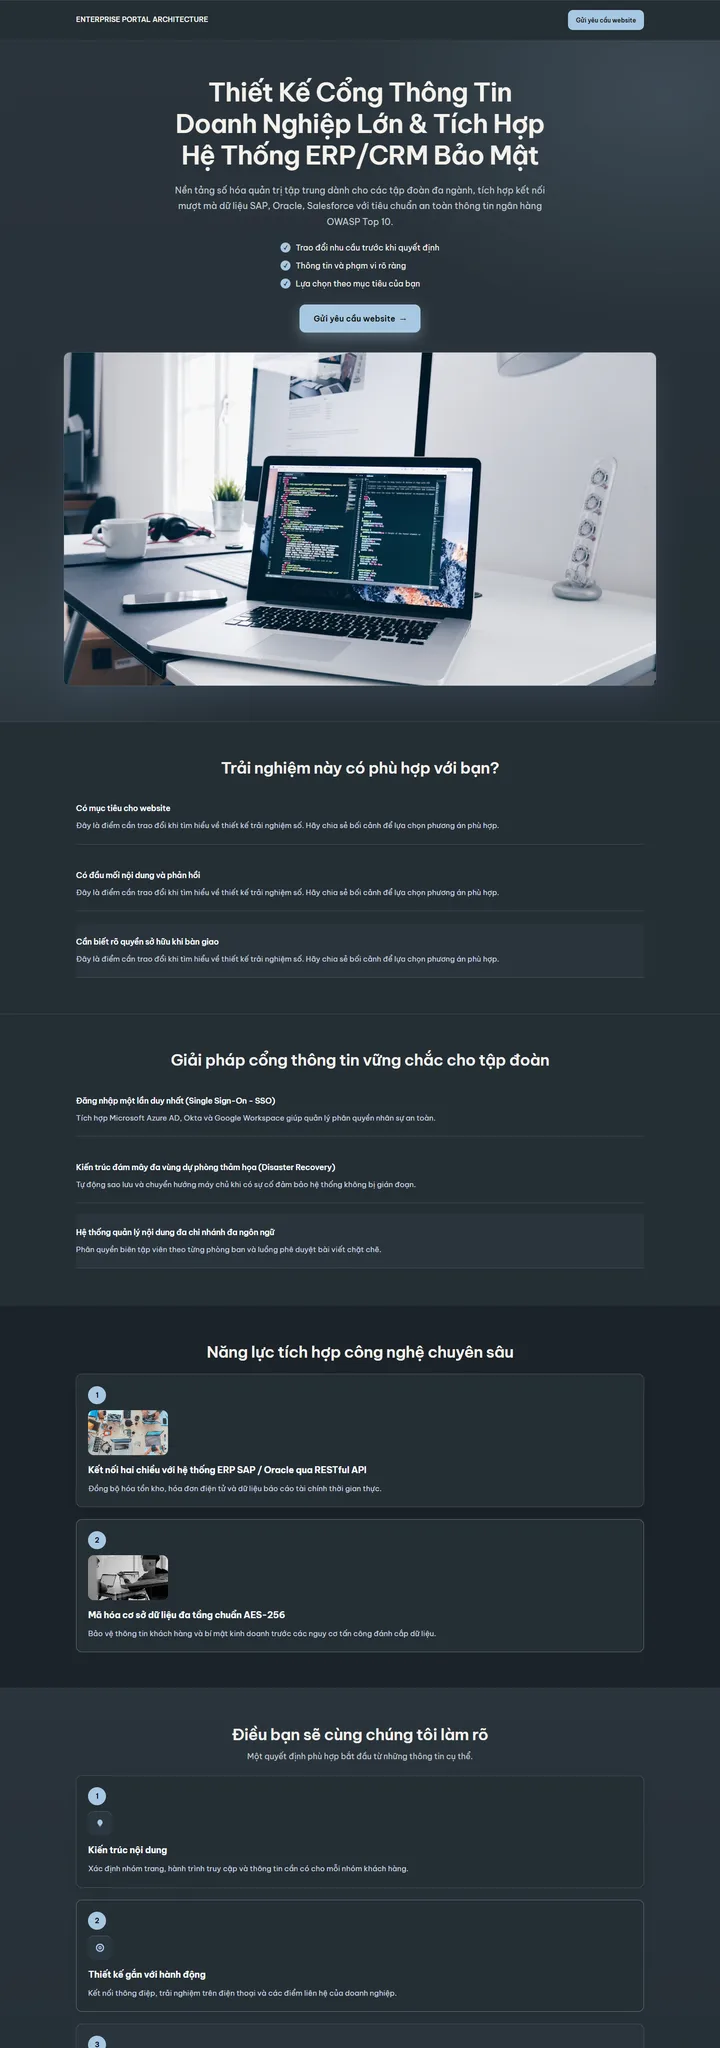 ENTERPRISE PORTAL ARCHITECTURE
Gửi yêu cầu website
Thiết Kế Cổng Thông Tin
Doanh Nghiệp Lớn & Tích Hợp
Hệ Thống ERP/CRM Bảo Mật
Nền tảng số hóa quản trị tập trung dành cho các tập đoàn đa ngành, tích hợp kết nối
mượt mà dữ liệu SAP, Oracle, Salesforce với tiêu chuẩn an toàn thông tin ngân hàng
OWASP Top 10.
Trao đổi nhu cầu trước khi quyết định
Thông tin và phạm vi rõ ràng
Lựa chọn theo mục tiêu của bạn
Gửi yêu cầu website →
Trải nghiệm này có phù hợp với bạn?
Có mục tiêu cho website
Đây là điểm cần trao đổi khi tìm hiểu về thiết kế trải nghiệm số. Hãy chia sẻ bối cảnh để lựa chọn phương án phù hợp.
Có đầu mối nội dung và phản hồi
Đây là điểm cần trao đổi khi tìm hiểu về thiết kế trải nghiệm số. Hãy chia sẻ bối cảnh để lựa chọn phương án phù hợp.
Cần biết rõ quyền sở hữu khi bàn giao
Đây là điểm cần trao đổi khi tìm hiểu về thiết kế trải nghiệm số. Hãy chia sẻ bối cảnh để lựa chọn phương án phù hợp.
Giải pháp cổng thông tin vững chắc cho tập đoàn
Đăng nhập một lần duy nhất (Single Sign-On - SSO)
Tích hợp Microsoft Azure AD, Okta và Google Workspace giúp quản lý phân quyền nhân sự an toàn.
Kiến trúc đám mây đa vùng dự phòng thảm họa (Disaster Recovery)
Tự động sao lưu và chuyển hướng máy chủ khi có sự cố đảm bảo hệ thống không bị gián đoạn.
Hệ thống quản lý nội dung đa chi nhánh đa ngôn ngữ
Phân quyền biên tập viên theo từng phòng ban và luồng phê duyệt bài viết chặt chẽ.
Năng lực tích hợp công nghệ chuyên sâu
1
Kết nối hai chiều với hệ thống ERP SAP / Oracle qua RESTful API
Đồng bộ hóa tồn kho, hóa đơn điện tử và dữ liệu báo cáo tài chính thời gian thực.
2
Mã hóa cơ sở dữ liệu đa tầng chuẩn AES-256
Bảo vệ thông tin khách hàng và bí mật kinh doanh trước các nguy cơ tấn công đánh cắp dữ liệu.
Điều bạn sẽ cùng chúng tôi làm rõ
Một quyết định phù hợp bắt đầu từ những thông tin cụ thể.
1
Kiến trúc nội dung
Xác định nhóm trang, hành trình truy cập và thông tin cần có cho mỗi nhóm khách hàng.
2
Thiết kế gắn với hành động
Kết nối thông điệp, trải nghiệm trên điện thoại và các điểm liên hệ của doanh nghiệp.
3